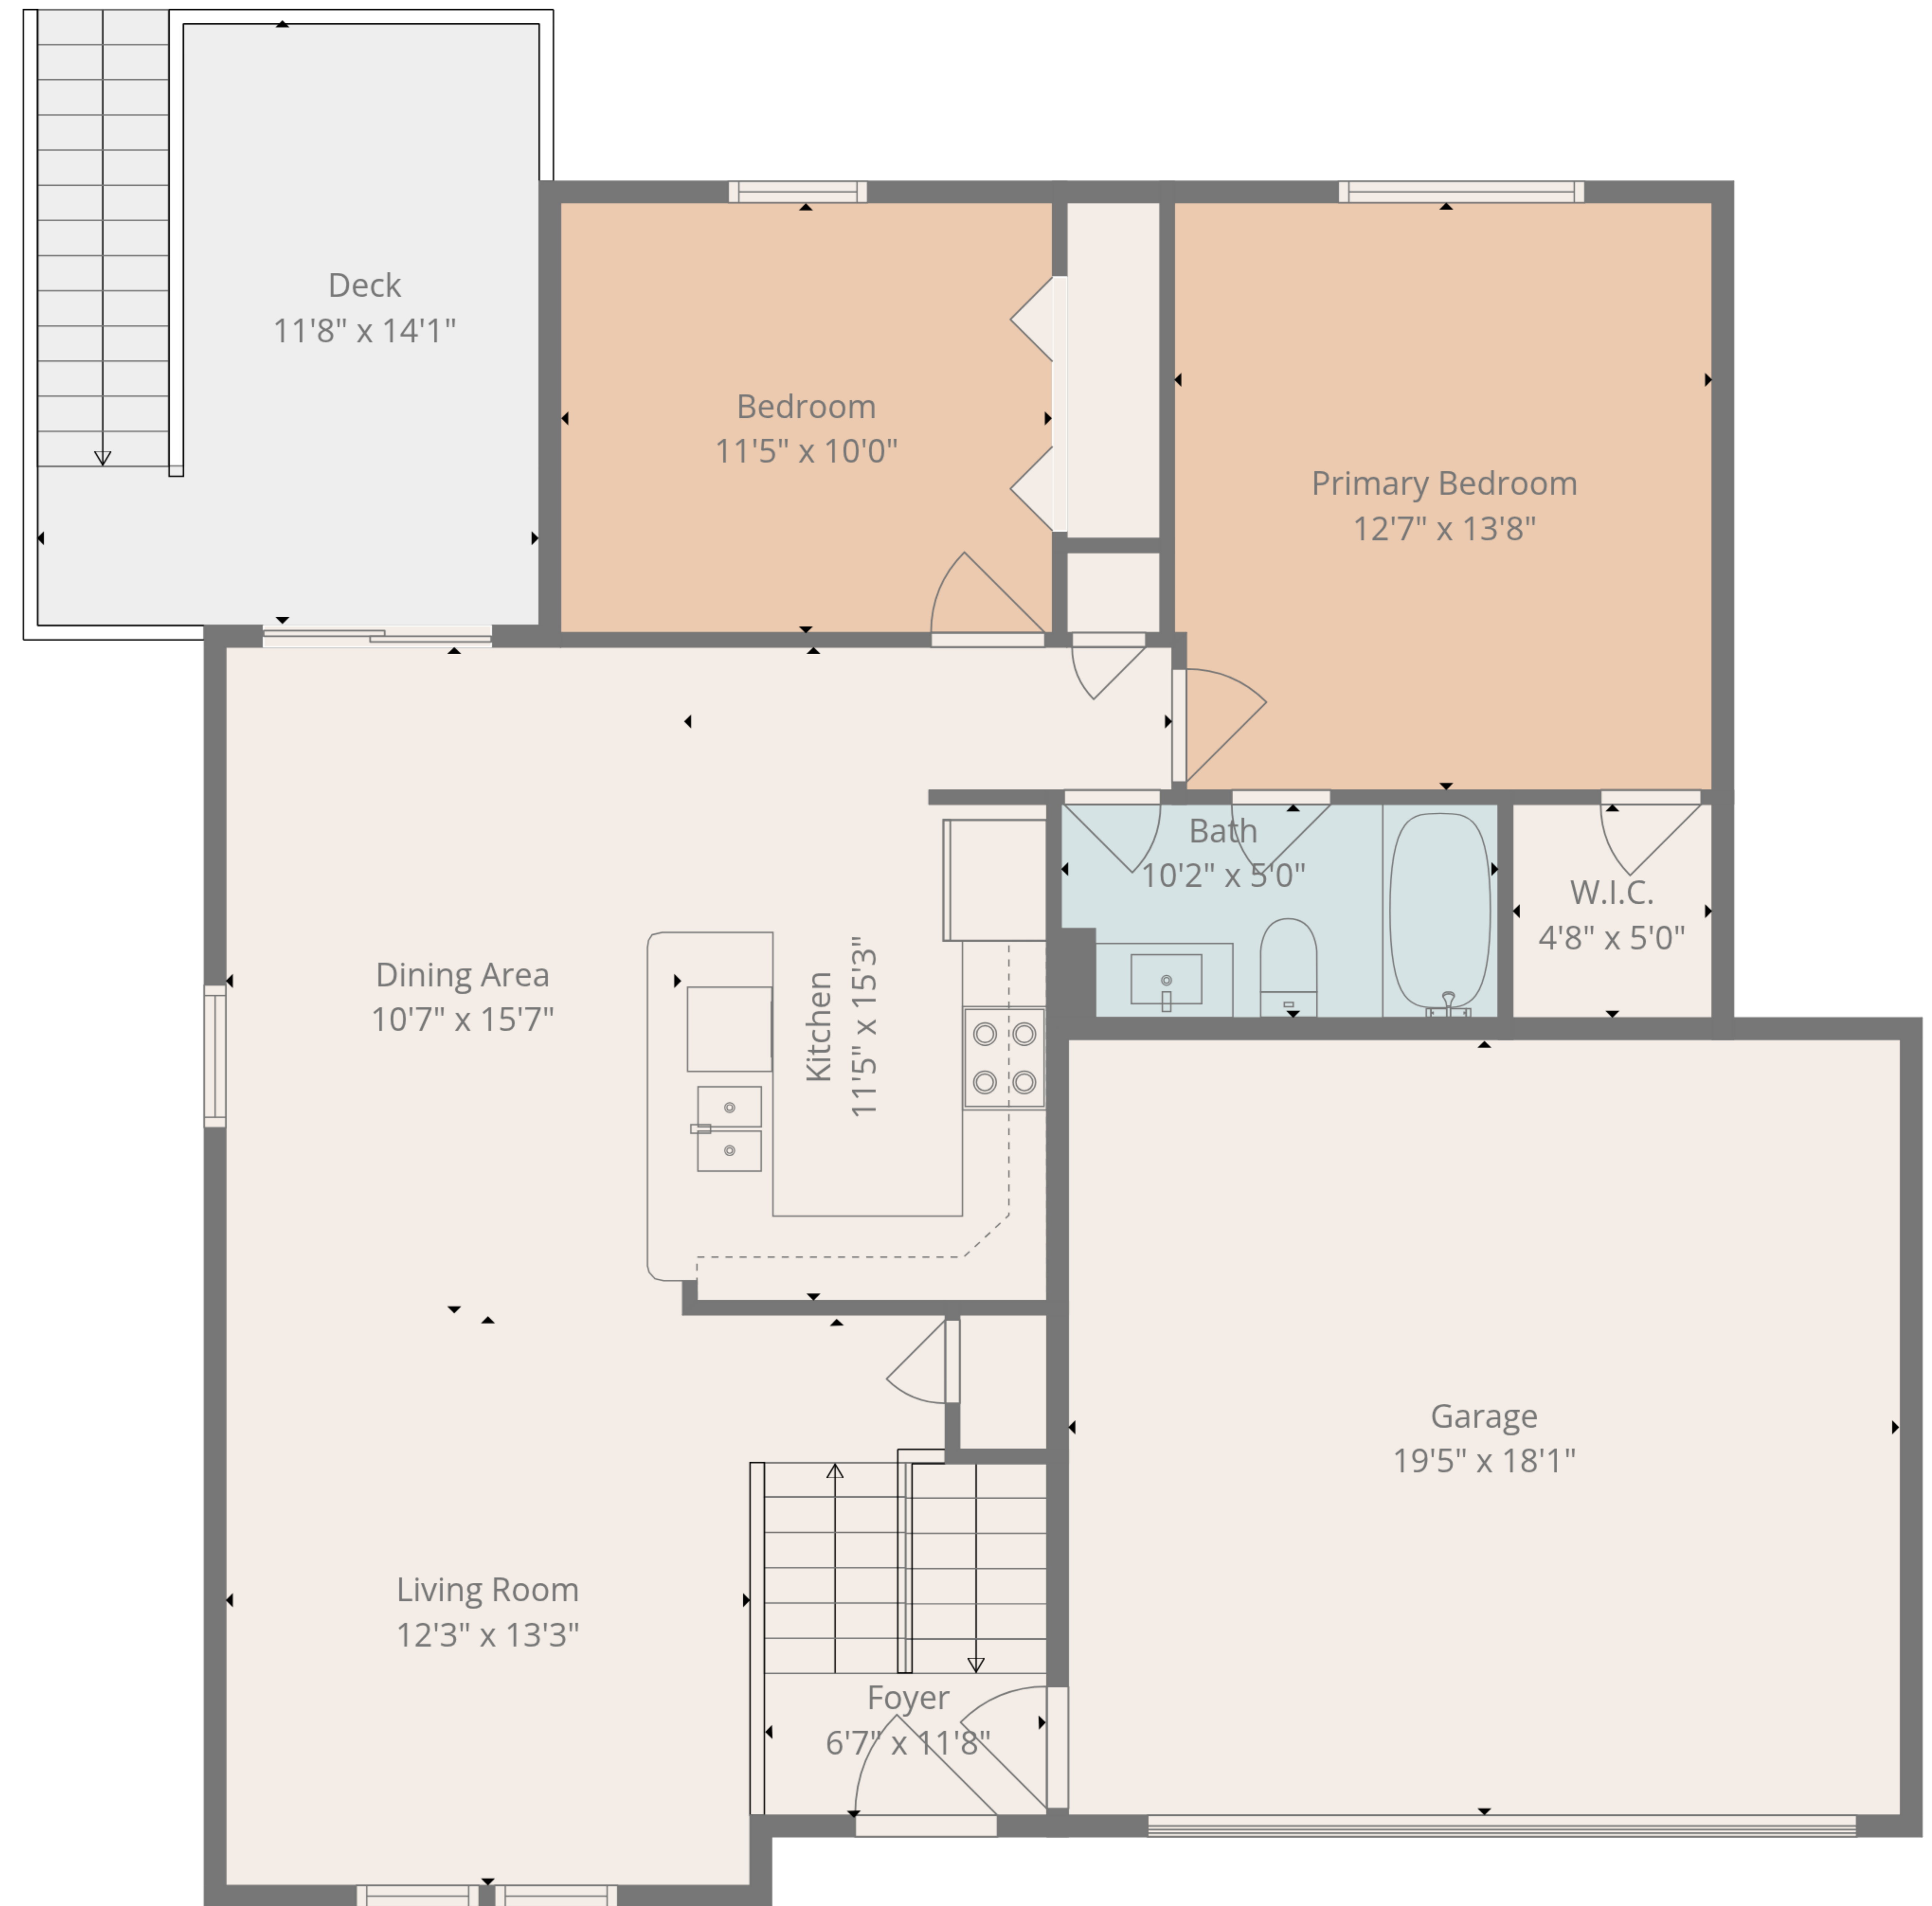 Deck
11'8" x 14'1"
Bedroom
11'5" x 10'0"
Primary Bedroom
12'7" x 13'8"
Bath
10'2" x 5'0"
W.I.C.
4'8" x 5'0"
Dining Area
10'7" x 15'7"
Kitchen
11'5" x 15'3"
Garage
19'5" x 18'1"
Living Room
12'3" x 13'3"
Foyer
6'7" x 11'8"